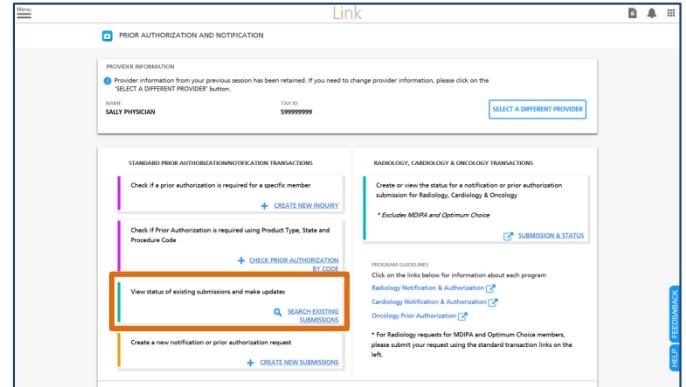 Menu
Link
PRIOR AUTHORIZATION AND NOTIFICATION
PROVIDER INFORMATION
Provider information from your previous session has been retained. If you need to change provider information, please click on the
'SELECT A DIFFERENT PROVIDER' button.
NAME
SALLY PHYSICIAN
TAX ID
599999999
SELECT A DIFFERENT PROVIDER
STANDARD PRIOR AUTHORIZATION/NOTIFICATION TRANSACTIONS
Check if a prior authorization is required for a specific member
CREATE NEW INQUIRY
Check if Prior Authorization is required using Product Type, State and
Procedure Code
CHECK PRIOR AUTHORIZATION
BY CODE
View status of existing submissions and make updates
SEARCH EXISTING
SUBMISSIONS
Create a new notification or prior authorization request
CREATE NEW SUBMISSIONS
RADIOLOGY, CARDIOLOGY & ONCOLOGY TRANSACTIONS
Create or view the status for a notification or prior authorization
submission for Radiology, Cardiology & Oncology
* Excludes MDIPA and Optimum Choice
SUBMISSION & STATUS
PROGRAM GUIDELINES
Click on the links below for information about each program
Radiology Notification & Authorization
Cardiology Notification & Authorization
Oncology Prior Authorization
* For Radiology requests for MDIPA and Optimum Choice members,
please submit your request using the standard transaction links on the
left.
HELP
FEEDBACK